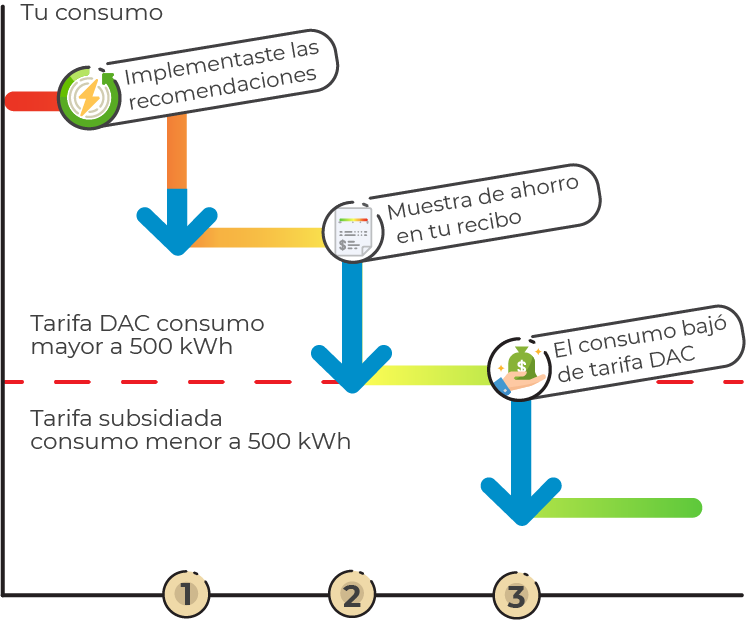 Tu consumo
Implementaste las
recomendaciones
Muestra de ahorro
en tu recibo
$
Tarifa DAC consumo
mayor a 500 kWh
El consumo bajó
de tarifa DAC
$
Tarifa subsidiada
consumo menor a 500 kWh
1
2
3